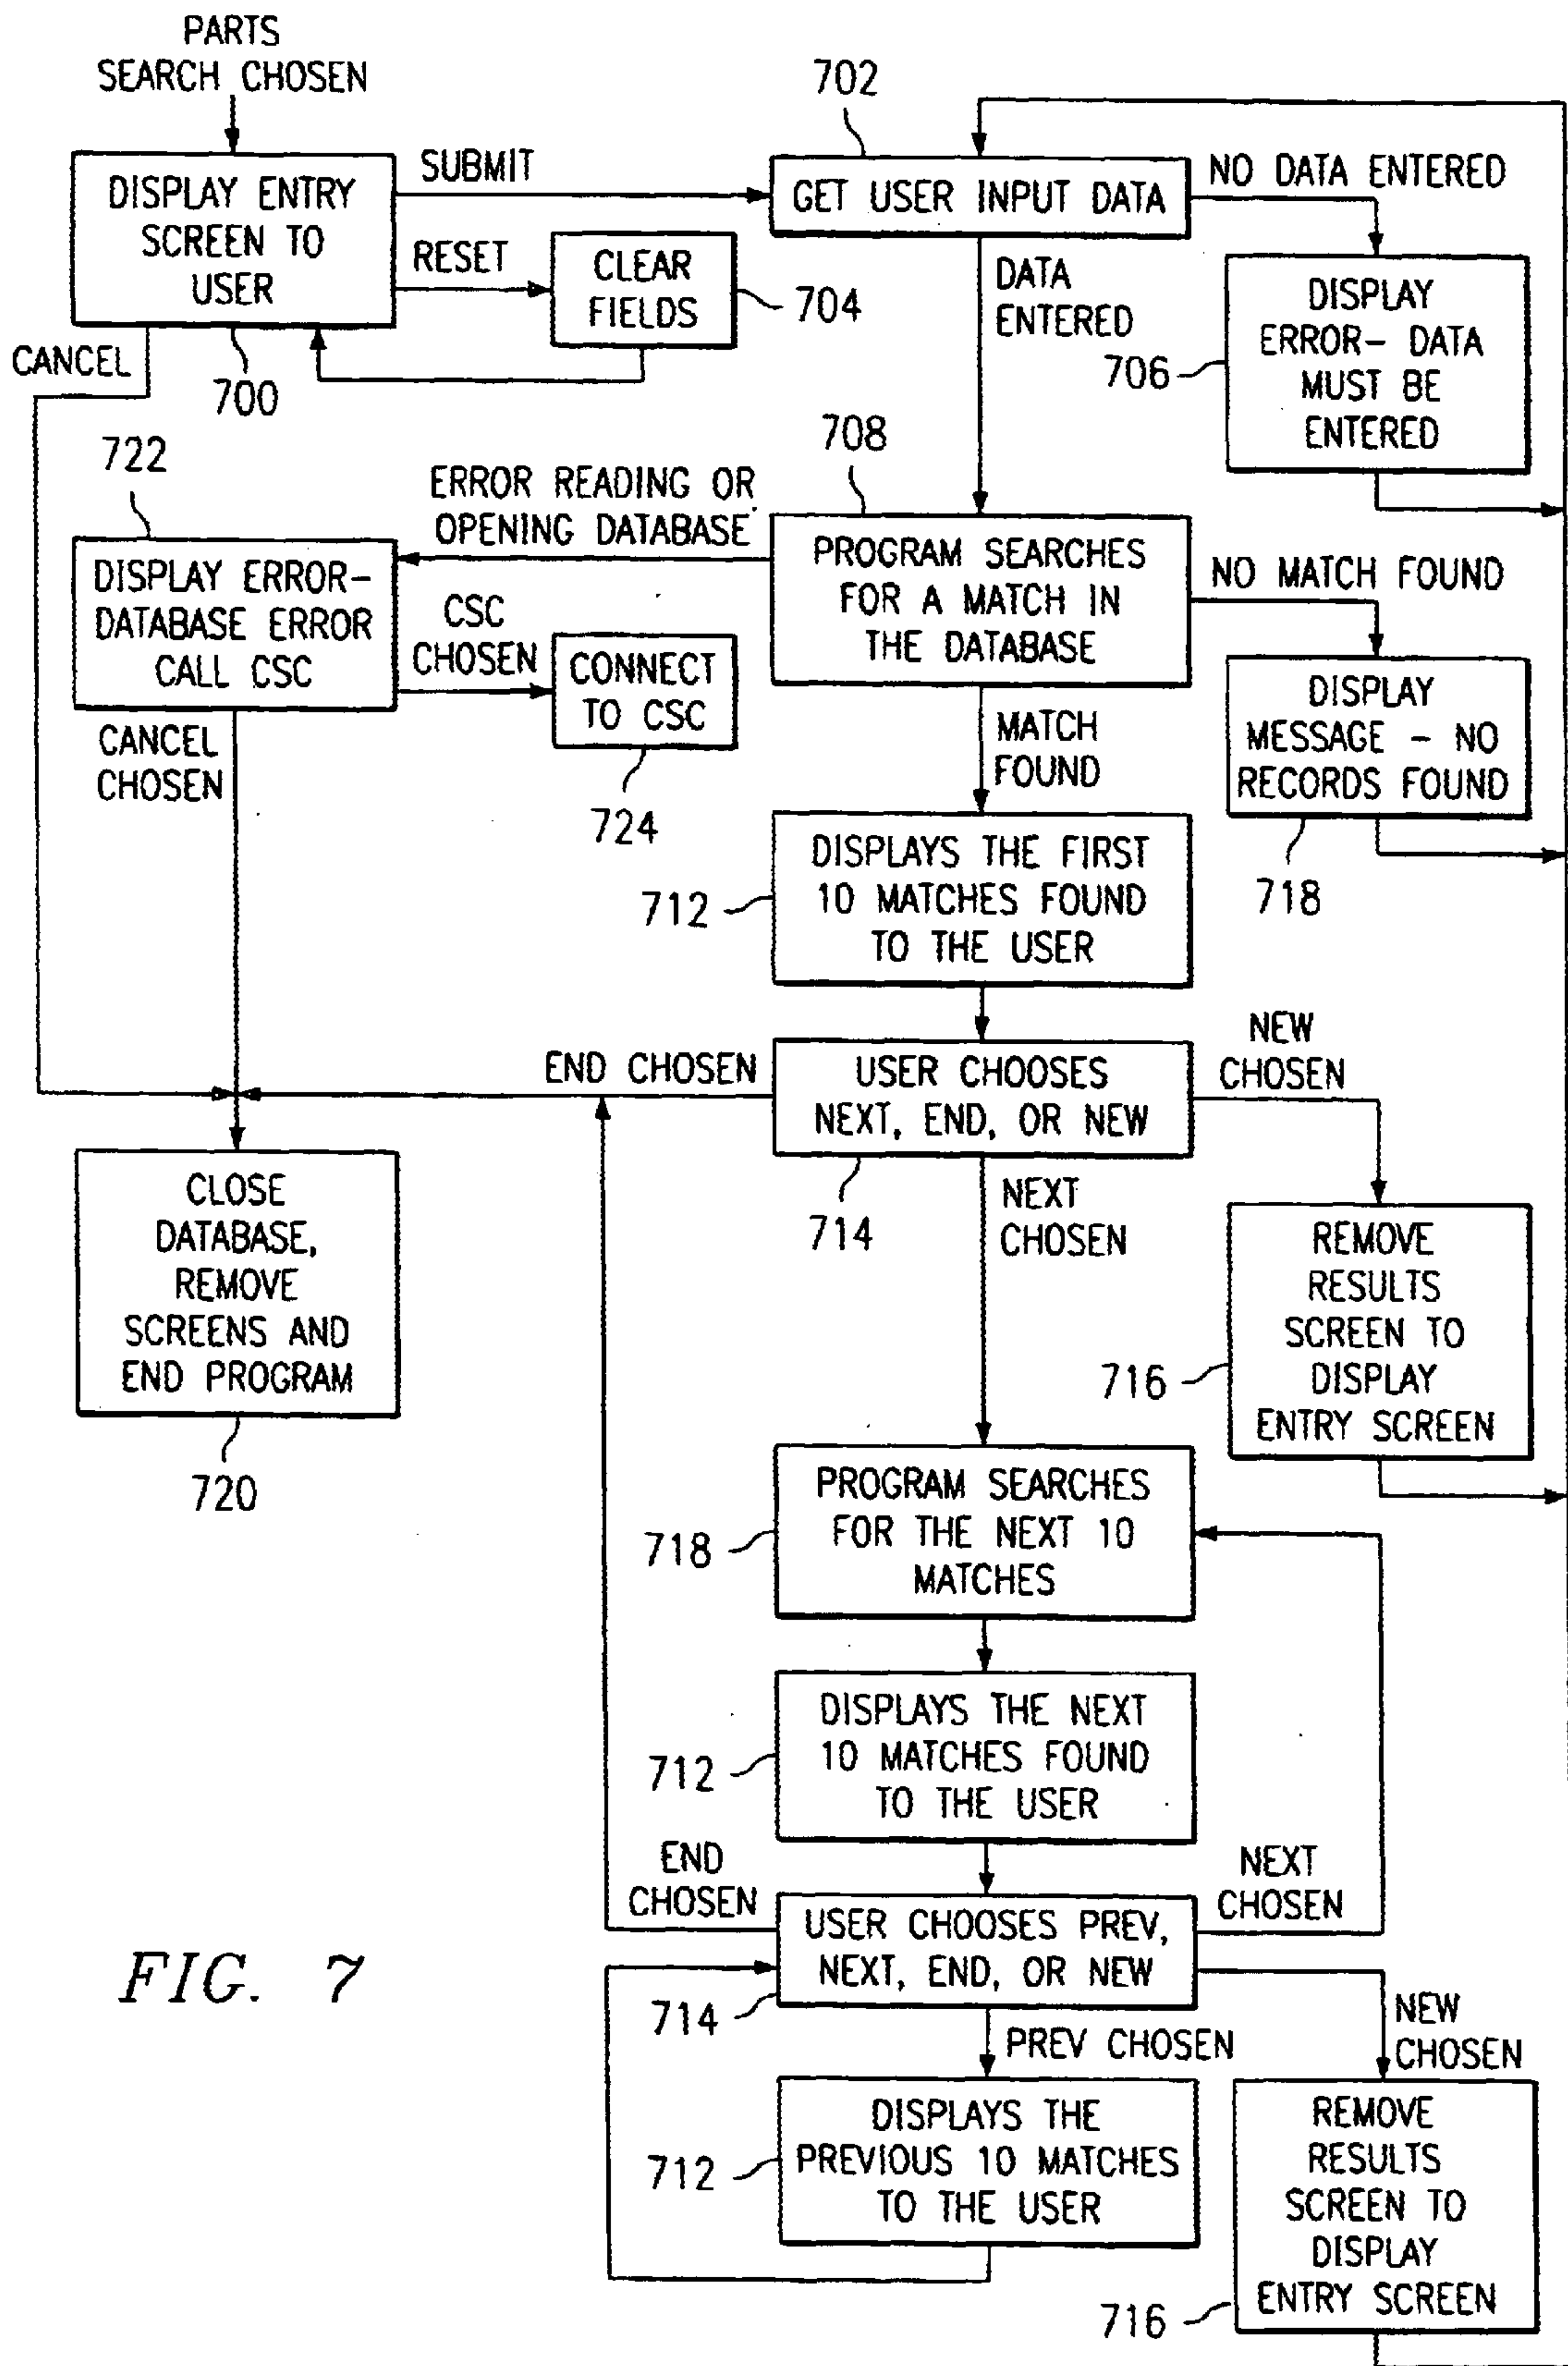 PARTS
SEARCH CHOSEN
702
DISPLAY ENTRY
SCREEN TO
USER
SUBMIT
GET USER INPUT DATA
NO DATA ENTERED
RESET
CLEAR
FIELDS
704
DATA
ENTERED
DISPLAY
ERROR- DATA
MUST BE
ENTERED
706
CANCEL
700
722
708
ERROR READING OR
OPENING DATABASE
DISPLAY ERROR-
DATABASE ERROR
CALL CSC
CSC
CHOSEN
CONNECT
TO CSC
724
PROGRAM SEARCHES
FOR A MATCH IN
THE DATABASE
NO MATCH FOUND
DISPLAY
MESSAGE - NO
RECORDS FOUND
718
CANCEL
CHOSEN
MATCH
FOUND
DISPLAYS THE FIRST
10 MATCHES FOUND
TO THE USER
712
END CHOSEN
USER CHOOSES
NEXT, END, OR NEW
NEW
CHOSEN
714
NEXT
CHOSEN
CLOSE
DATABASE,
REMOVE
SCREENS AND
END PROGRAM
720
REMOVE
RESULTS
SCREEN TO
DISPLAY
ENTRY SCREEN
716
PROGRAM SEARCHES
FOR THE NEXT 10
MATCHES
718
DISPLAYS THE NEXT
10 MATCHES FOUND
TO THE USER
712
END
CHOSEN
NEXT
CHOSEN
USER CHOOSES PREV,
NEXT, END, OR NEW
714
PREV CHOSEN
NEW
CHOSEN
DISPLAYS THE
PREVIOUS 10 MATCHES
TO THE USER
712
REMOVE
RESULTS
SCREEN TO
DISPLAY
ENTRY SCREEN
716
FIG. 7